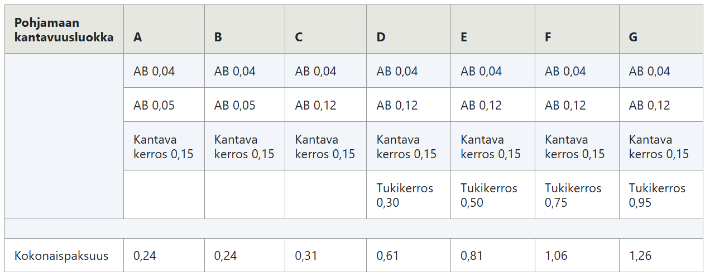 Pohjamaan kantavuusluokka A B C D E F G
AB 0,04 AB 0,04 AB 0,04 AB 0,04 AB 0,04 AB 0,04 AB 0,04
AB 0,05 AB 0,05 AB 0,12 AB 0,12 AB 0,12 AB 0,12 AB 0,12
Kantava Kantava Kantava Kantava Kantava Kantava Kantava
kerros 0,15 kerros 0,15 kerros 0,15 kerros 0,15 kerros 0,15 kerros 0,15 kerros 0,15
Tukikerros Tukikerros Tukikerros Tukikerros
0,30 0,50 0,75 0,95
Kokonaispaksuus 0,24 0,24 0,31 0,61 0,81 1,06 1,26